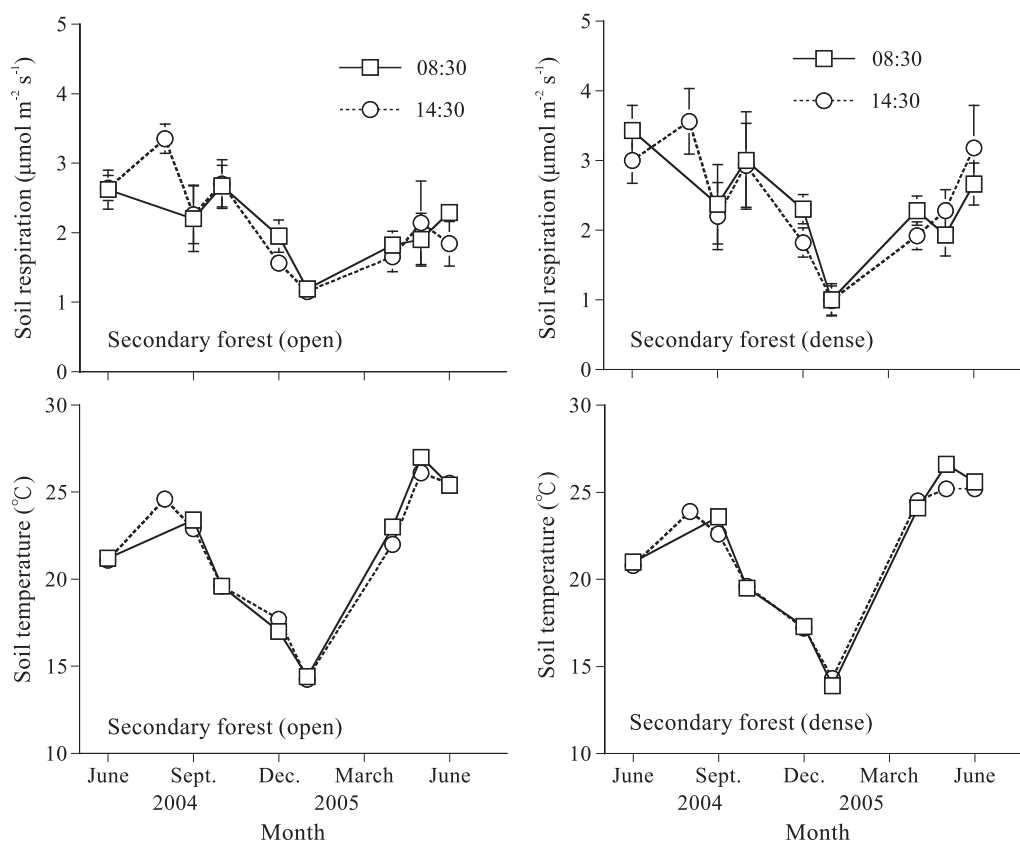 5
4
3
2
1
0
Soil respiration (μmol m⁻² s⁻¹)
08:30
14:30
Secondary forest (open)
5
4
3
2
1
0
Soil respiration (μmol m⁻² s⁻¹)
08:30
14:30
Secondary forest (dense)
30
25
20
15
10
Soil temperature (℃)
Secondary forest (open)
June Sept. Dec. March June
2004 2005
Month
30
25
20
15
10
Soil temperature (℃)
Secondary forest (dense)
June Sept. Dec. March June
2004 2005
Month